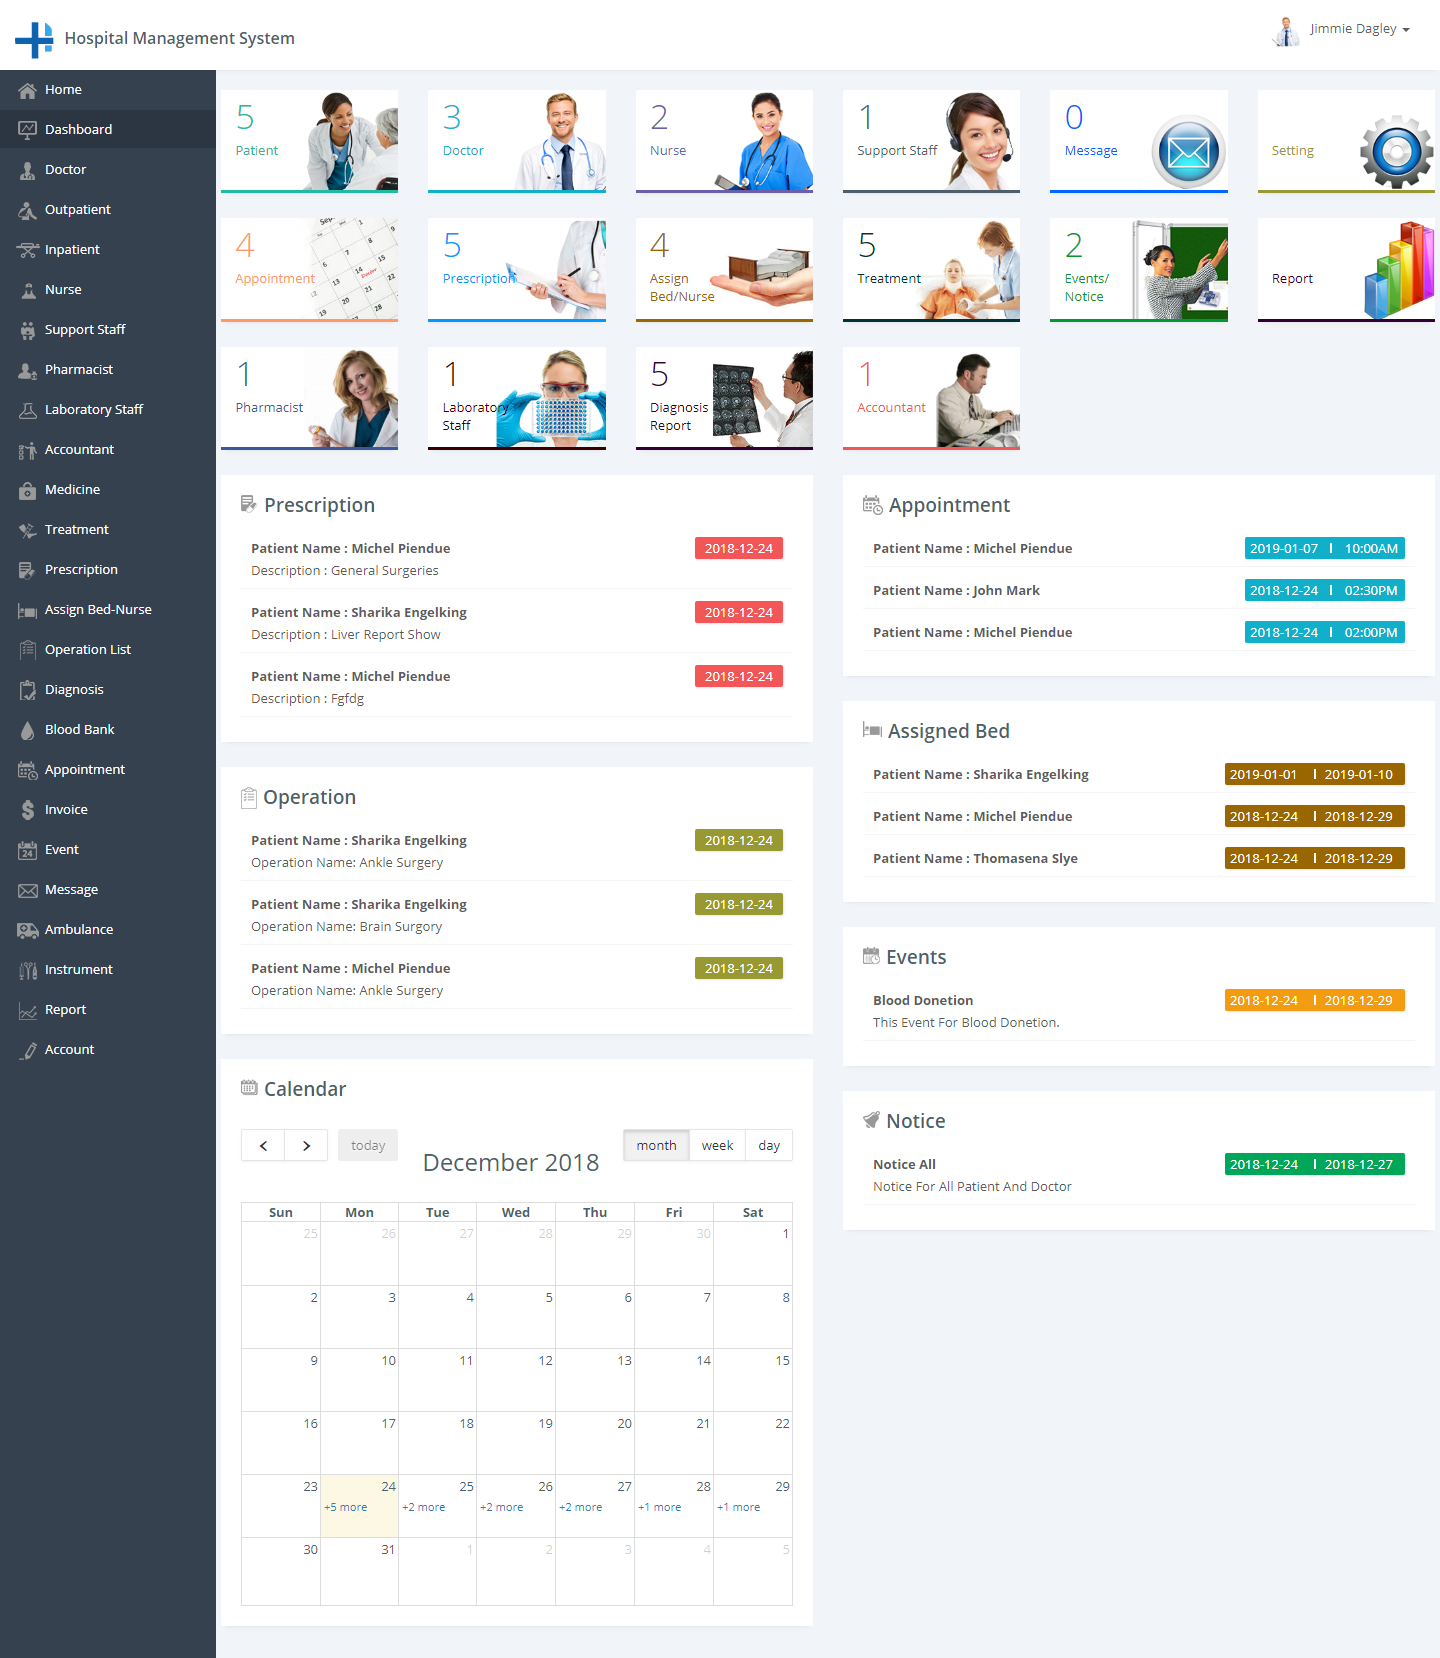 Hospital Management System
Jimmie Dagley
Home
Dashboard
Doctor
Outpatient
Inpatient
Nurse
Support Staff
Pharmacist
Laboratory Staff
Accountant
Medicine
Treatment
Prescription
Assign Bed-Nurse
Operation List
Diagnosis
Blood Bank
Appointment
Invoice
Event
Message
Ambulance
Instrument
Report
Account
5
Patient
3
Doctor
2
Nurse
1
Support Staff
0
Message
Setting
4
Appointment
5
Prescription
4
Assign
Bed/Nurse
5
Treatment
2
Events/
Notice
Report
1
Pharmacist
1
Laboratory
Staff
5
Diagnosis
Report
1
Accountant
Prescription
Patient Name : Michel Piendue 2018-12-24
Description : General Surgeries
Patient Name : Sharika Engelking 2018-12-24
Description : Liver Report Show
Patient Name : Michel Piendue 2018-12-24
Description : Fgfdg
Operation
Patient Name : Sharika Engelking 2018-12-24
Operation Name: Ankle Surgery
Patient Name : Sharika Engelking 2018-12-24
Operation Name: Brain Surgory
Patient Name : Michel Piendue 2018-12-24
Operation Name: Ankle Surgery
Calendar
today December 2018 month week day
Sun Mon Tue Wed Thu Fri Sat
25 26 27 28 29 30 1
2 3 4 5 6 7 8
9 10 11 12 13 14 15
16 17 18 19 20 21 22
23 24 25 26 27 28 29
+5 more +2 more +2 more +2 more +1 more +1 more
30 31 1 2 3 4 5
Appointment
Patient Name : Michel Piendue 2019-01-07 | 10:00AM
Patient Name : John Mark 2018-12-24 | 02:30PM
Patient Name : Michel Piendue 2018-12-24 | 02:00PM
Assigned Bed
Patient Name : Sharika Engelking 2019-01-01 | 2019-01-10
Patient Name : Michel Piendue 2018-12-24 | 2018-12-29
Patient Name : Thomasena Slye 2018-12-24 | 2018-12-29
Events
Blood Donetion 2018-12-24 | 2018-12-29
This Event For Blood Donetion.
Notice
Notice All 2018-12-24 | 2018-12-27
Notice For All Patient And Doctor